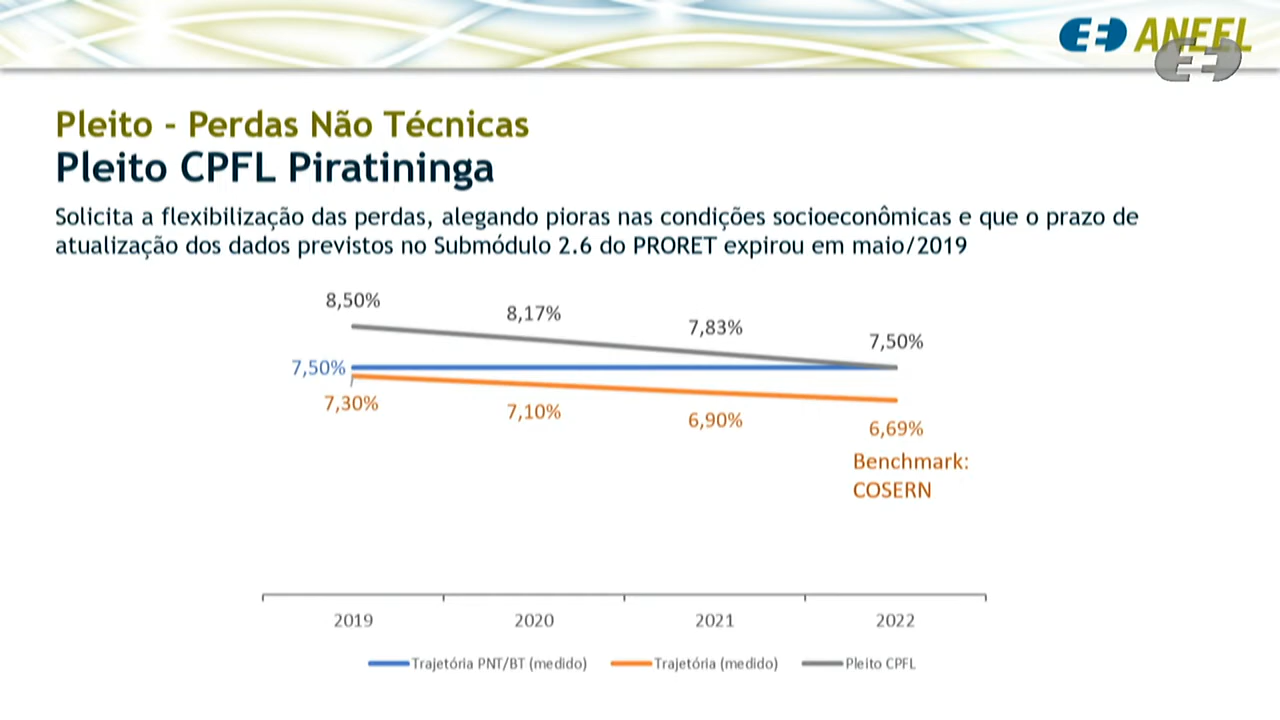 ANEEL
Pleito - Perdas Não Técnicas
Pleito CPFL Piratininga
Solicita a flexibilização das perdas, alegando pioras nas condições socioeconômicas e que o prazo de
atualização dos dados previstos no Submódulo 2.6 do PRORET expirou em maio/2019
8,50%
8,17%
7,83%
7,50%
7,50%
7,30%
7,10%
6,90%
6,69%
Benchmark:
COSERN
2019
2020
2021
2022
Trajetória PNT/BT (medido)
Trajetória (medido)
Pleito CPFL